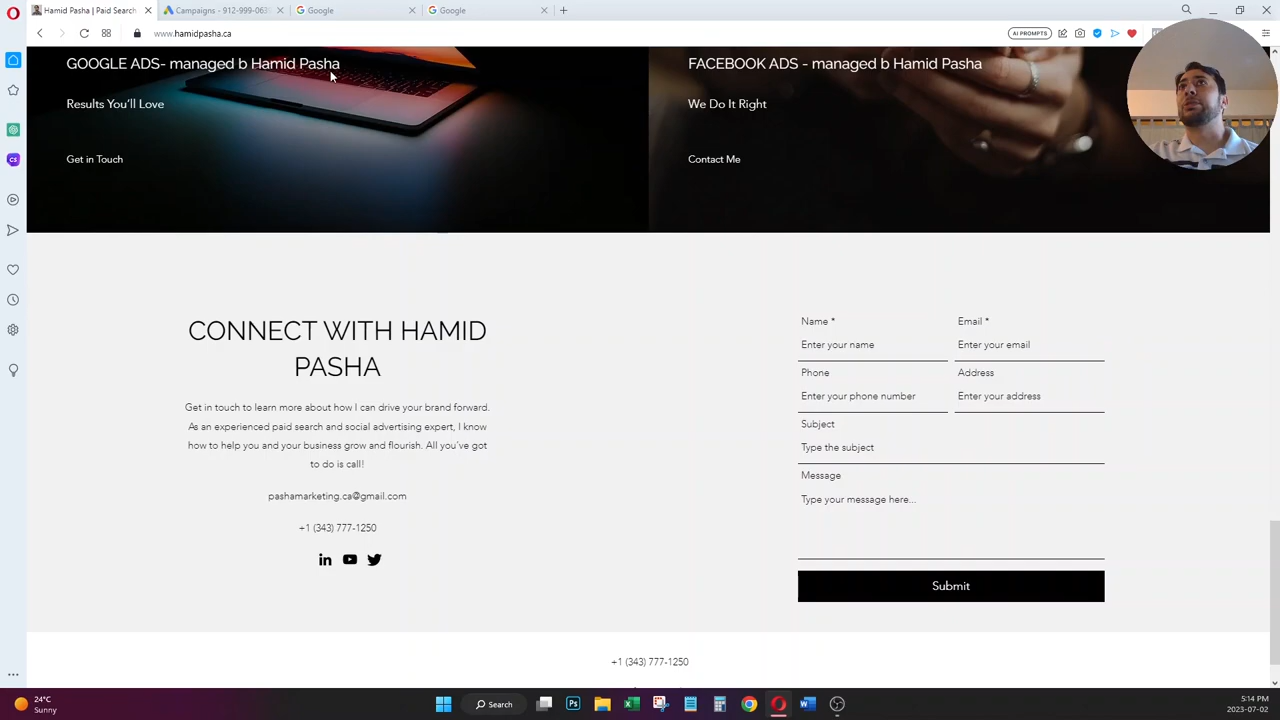 Hamid Pasha | Paid Search
Campaigns - 912-999-063
Google
Google
www.hamidpasha.ca
AI PROMPTS
GOOGLE ADS- managed b Hamid Pasha
Results You'll Love
Get in Touch
FACEBOOK ADS - managed b Hamid Pasha
We Do It Right
Contact Me
CONNECT WITH HAMID
PASHA
Get in touch to learn more about how I can drive your brand forward.
As an experienced paid search and social advertising expert, I know
how to help you and your business grow and flourish. All you've got
to do is call!
pashamarketing.ca@gmail.com
+1 (343) 777-1250
Name *
Email *
Enter your name
Enter your email
Phone
Address
Enter your phone number
Enter your address
Subject
Type the subject
Message
Type your message here...
Submit
+1 (343) 777-1250
24°C
Sunny
Search
5:14 PM
2023-07-02